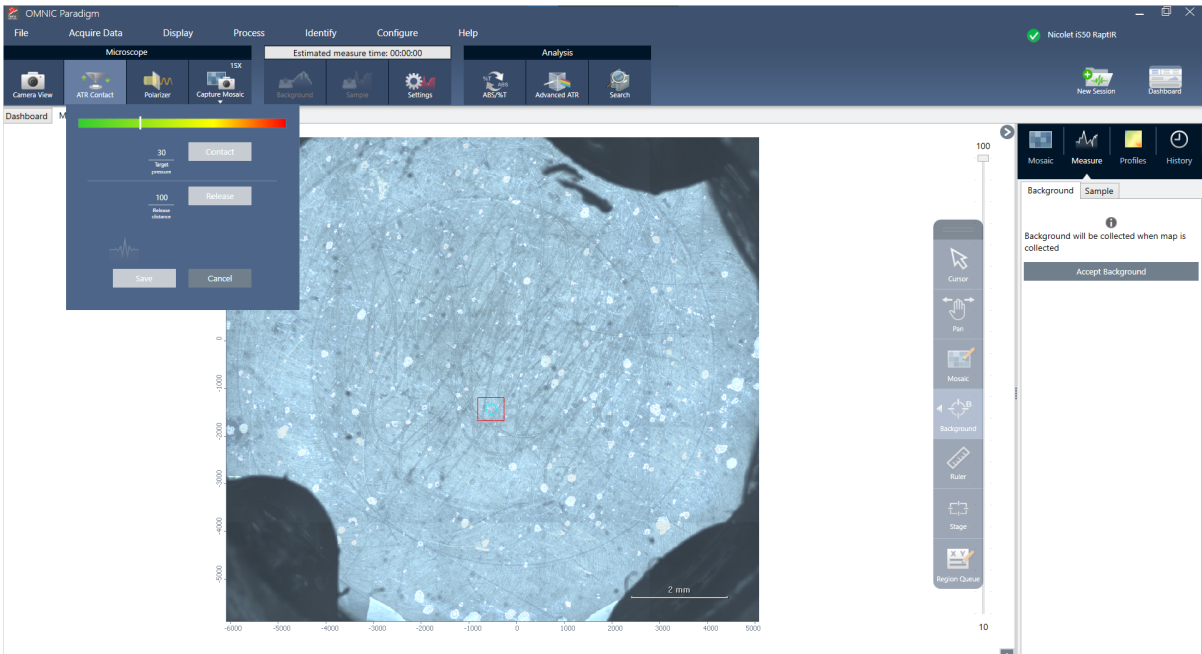 OMNIC Paradigm
File Acquire Data Display Process Identify Configure Help
Nicolet iS50 RaptIR
Microscope
Estimated measure time: 00:00:00
Analysis
15X
Camera View
ATR Contact
Polarizer
Capture Mosaic
Background
Sample
Settings
%T
ABS
ABS/%T
Advanced ATR
Search
New Session
Dashboard
Dashboard M
30
Target
pressure
Contact
100
Release
distance
Release
Save
Cancel
100
Cursor
Pan
Mosaic
B
Background
Ruler
Stage
X Y
Region Queue
10
0
-1000
-2000
-3000
-4000
-5000
-6000 -5000 -4000 -3000 -2000 -1000 0 1000 2000 3000 4000 5000
2 mm
Mosaic Measure Profiles History
Background Sample
Background will be collected when map is
collected
Accept Background